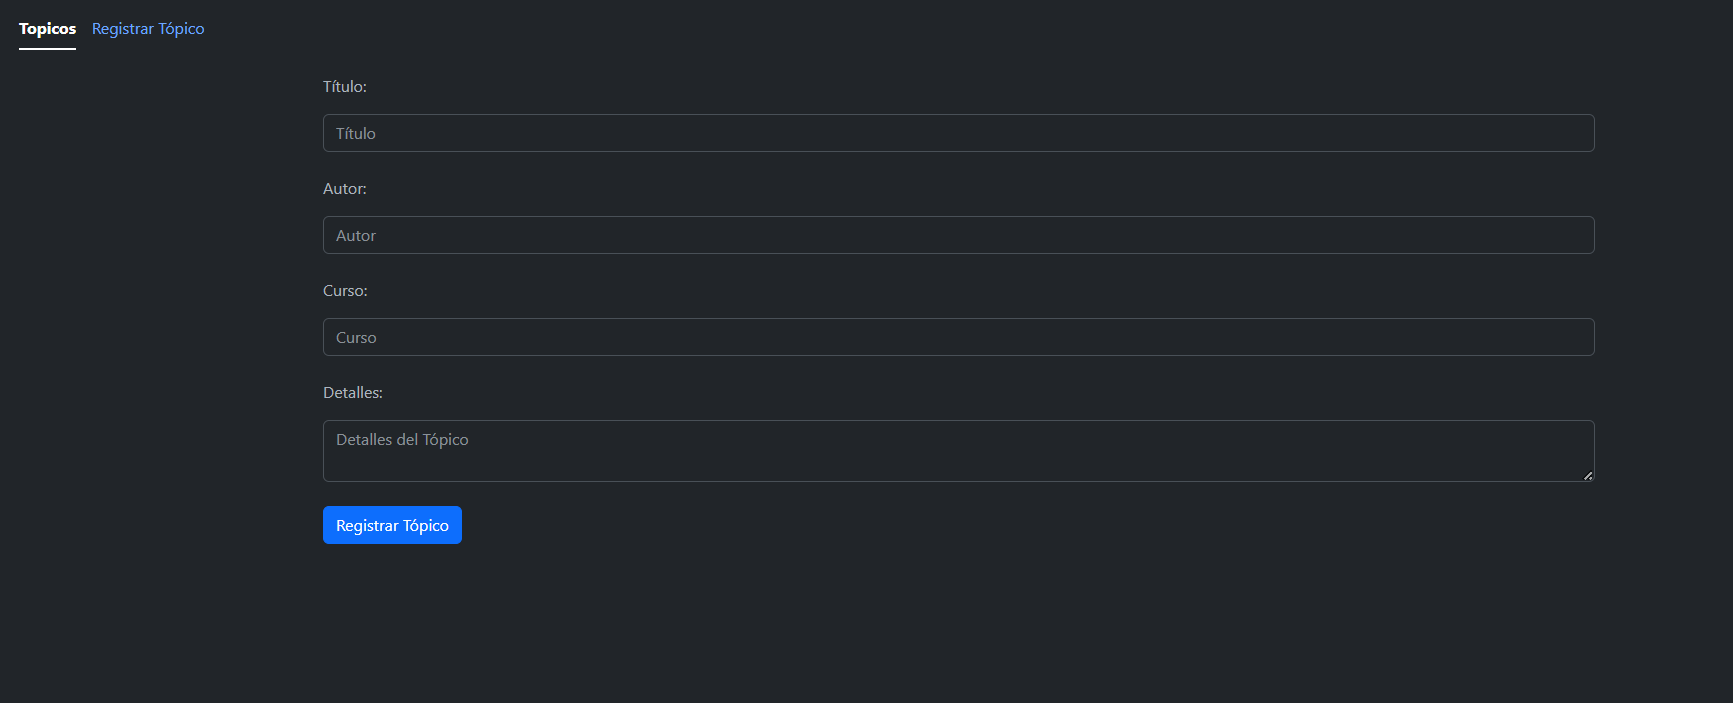 Topicos Registrar Tópico
Título:
Título
Autor:
Autor
Curso:
Curso
Detalles:
Detalles del Tópico
Registrar Tópico